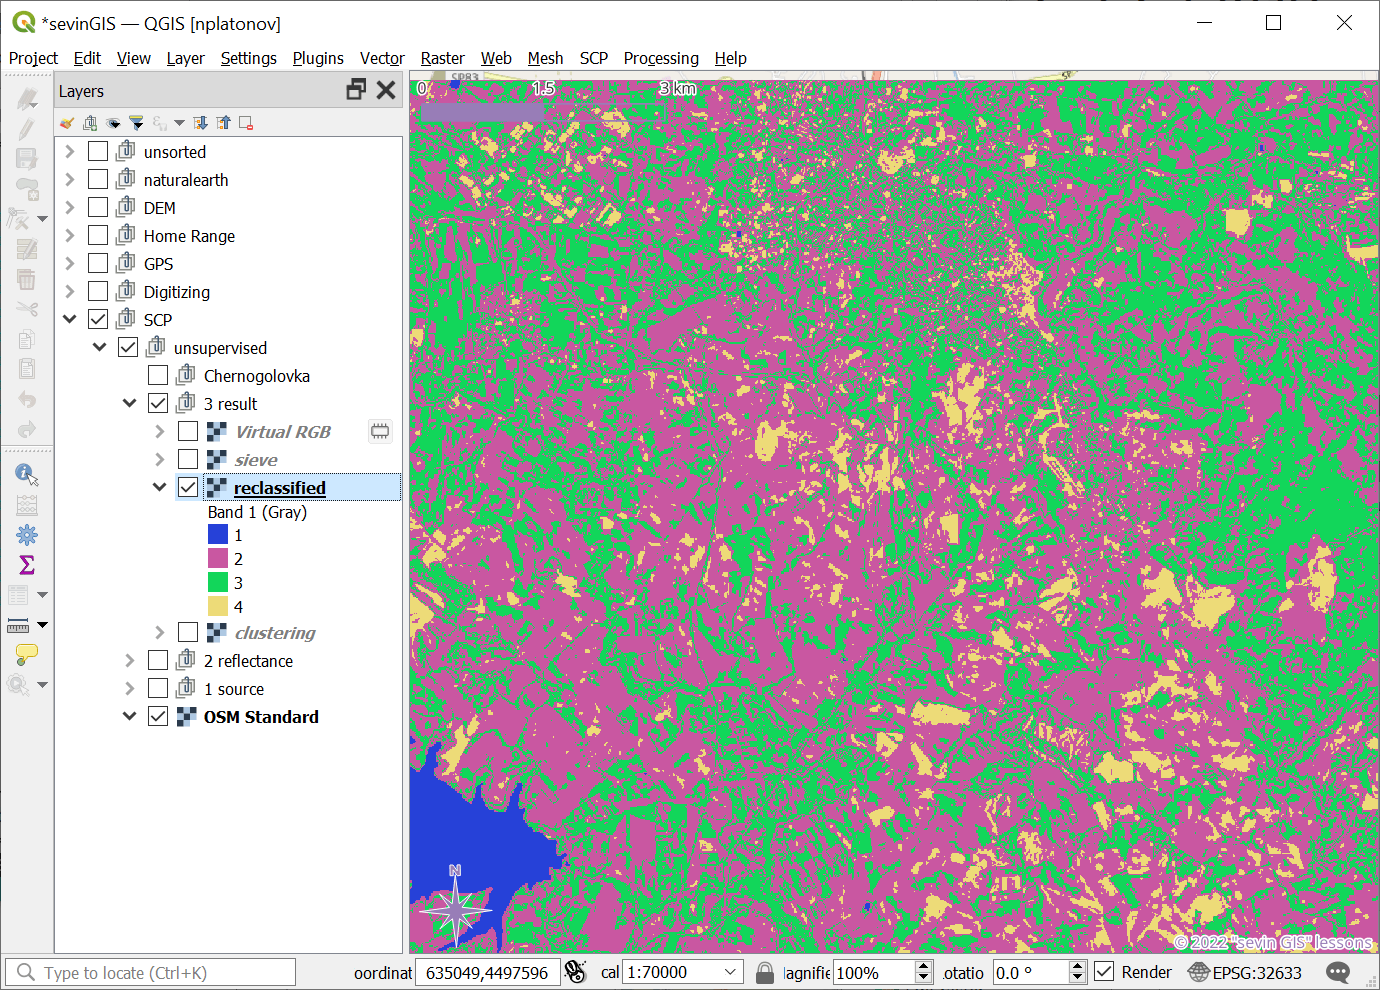 *sevinGIS — QGIS [nplatonov]
Project Edit View Layer Settings Plugins Vector Raster Web Mesh SCP Processing Help
Layers
unsorted
naturalearth
DEM
Home Range
GPS
Digitizing
SCP
unsupervised
Chernogolovka
3 result
Virtual RGB
sieve
reclassified
Band 1 (Gray)
1
2
3
4
clustering
2 reflectance
1 source
OSM Standard
0 1.5 3 km
N
© 2022 "sevin GIS" lessons
Type to locate (Ctrl+K) oordinat 635049,4497596 cal 1:70000 lagnifie 100% .otatio 0.0 ° Render EPSG:32633